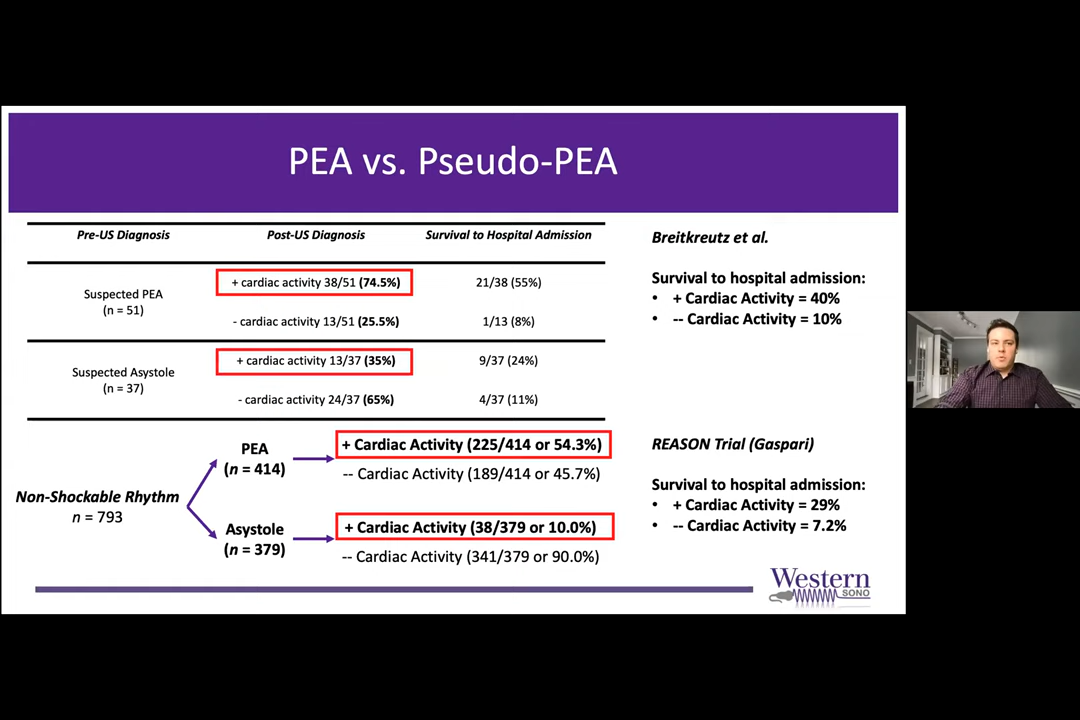 PEA vs. Pseudo-PEA
Pre-US Diagnosis Post-US Diagnosis Survival to Hospital Admission
Suspected PEA
(n = 51)
+ cardiac activity 38/51 (74.5%) 21/38 (55%)
- cardiac activity 13/51 (25.5%) 1/13 (8%)
Suspected Asystole
(n = 37)
+ cardiac activity 13/37 (35%) 9/37 (24%)
- cardiac activity 24/37 (65%) 4/37 (11%)
Breitkreutz et al.
Survival to hospital admission:
• + Cardiac Activity = 40%
• -- Cardiac Activity = 10%
Non-Shockable Rhythm
n = 793
PEA
(n = 414)
+ Cardiac Activity (225/414 or 54.3%)
-- Cardiac Activity (189/414 or 45.7%)
Asystole
(n = 379)
+ Cardiac Activity (38/379 or 10.0%)
-- Cardiac Activity (341/379 or 90.0%)
REASON Trial (Gaspari)
Survival to hospital admission:
• + Cardiac Activity = 29%
• -- Cardiac Activity = 7.2%
Western
SONO